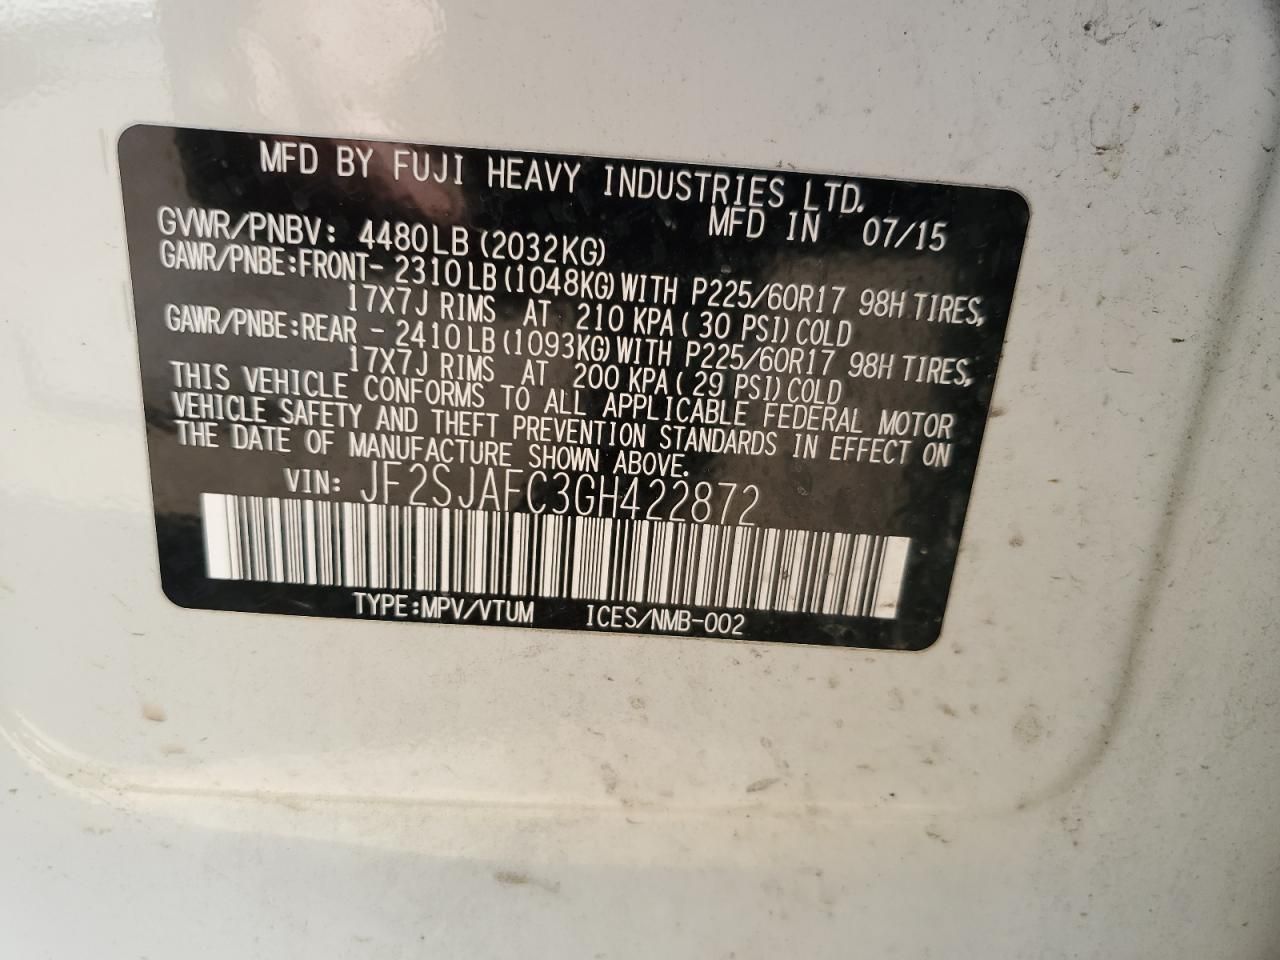 MFD BY FUJI HEAVY INDUSTRIES LTD.
MFD IN 07/15
GVWR/PNBV: 4480LB (2032KG)
GAWR/PNBE:FRONT- 2310LB (1048KG) WITH P225/60R17 98H TIRES,
17X7J RIMS AT 210 KPA( 30 PSI) COLD
GAWR/PNBE:REAR - 2410LB (1093KG) WITH P225/60R17 98H TIRES,
17X7J RIMS AT 200 KPA( 29 PSI) COLD
THIS VEHICLE CONFORMS TO ALL APPLICABLE FEDERAL MOTOR
VEHICLE SAFETY AND THEFT PREVENTION STANDARDS IN EFFECT ON
THE DATE OF MANUFACTURE SHOWN ABOVE.
VIN: JF2SJAFC3GH422872
TYPE:MPV/VTUM ICES/NMB-002